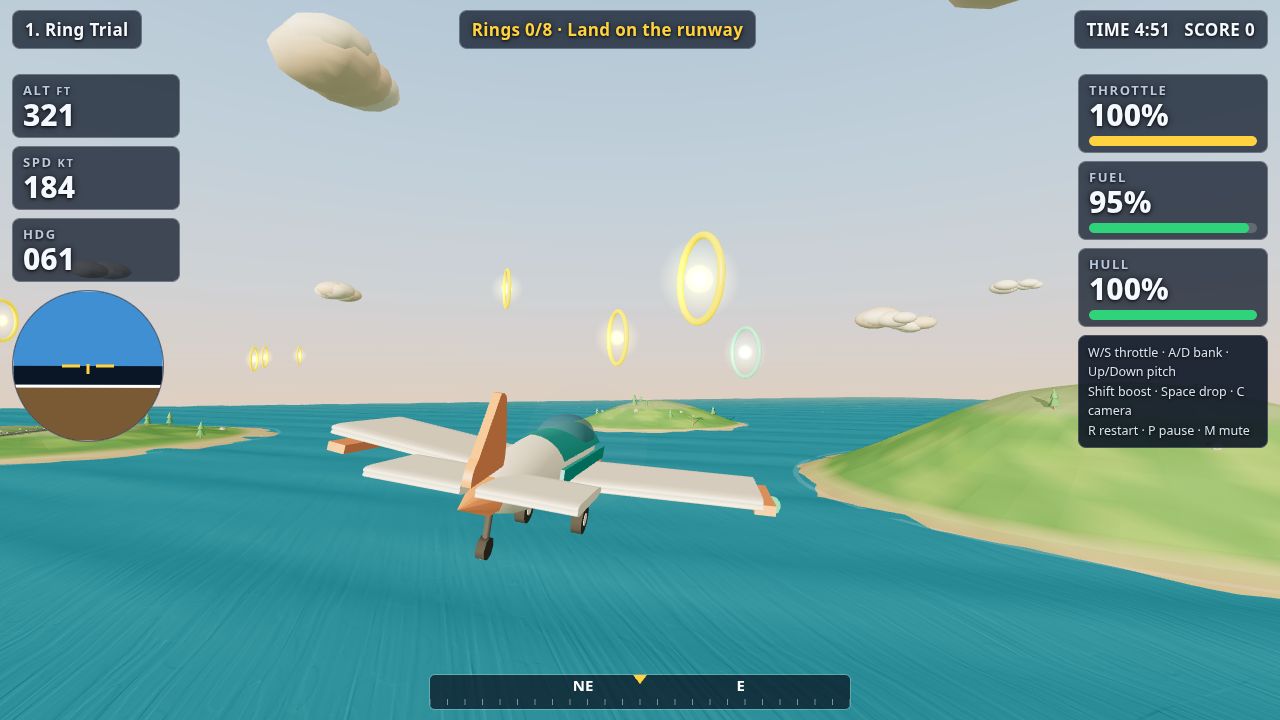 1. Ring Trial
Rings 0/8 · Land on the runway
TIME 4:51 SCORE 0
ALT FT
321
SPD KT
184
HDG
061
THROTTLE
100%
FUEL
95%
HULL
100%
W/S throttle · A/D bank ·
Up/Down pitch
Shift boost · Space drop · C
camera
R restart · P pause · M mute
NE
E